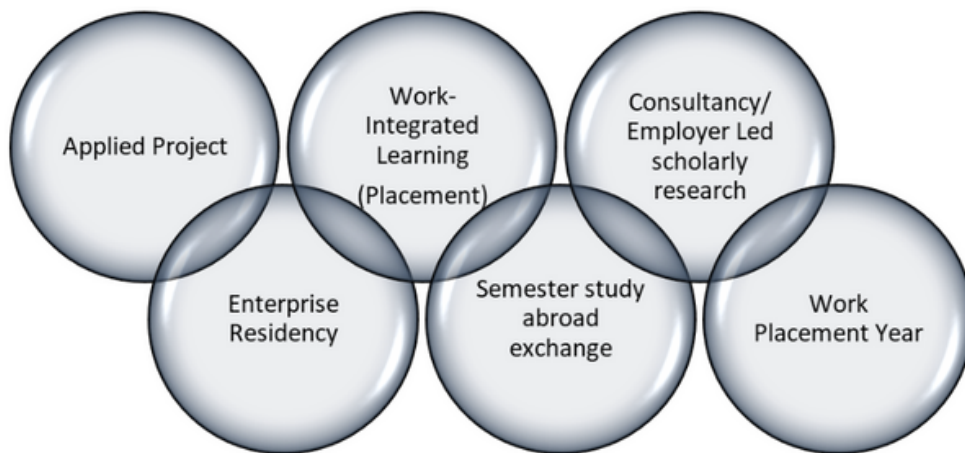 Applied Project
Work-
Integrated
Learning
(Placement)
Consultancy/
Employer Led
scholarly
research
Enterprise
Residency
Semester study
abroad
exchange
Work
Placement Year